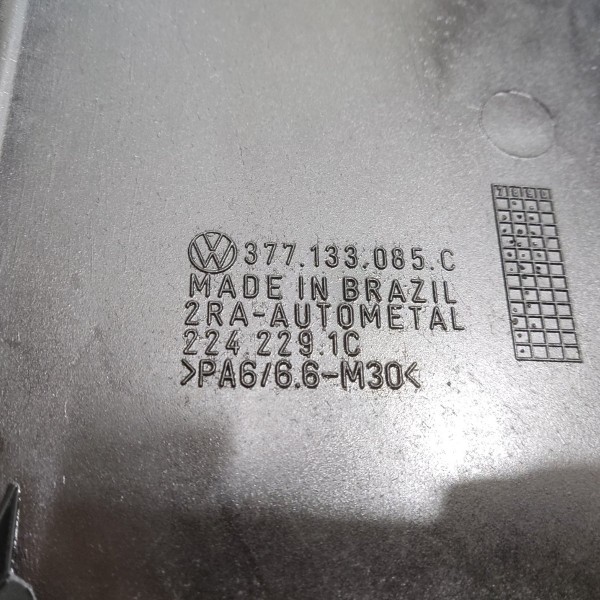 377.133.085.C
MADE IN BRAZIL
2RA-AUTOMETAL
224 229.1C
>PA6/6.6-M30<